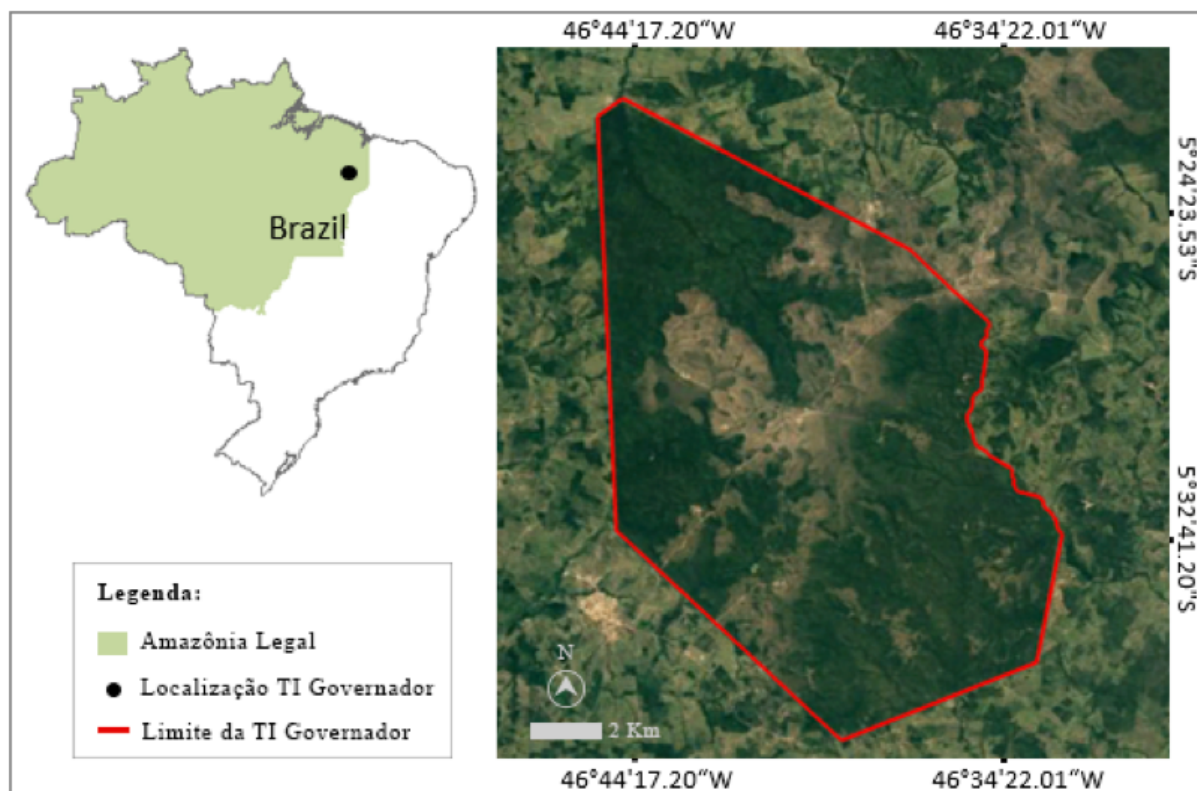 46°44'17.20“W
46°34'22.01“W
5°24'23.53"S
Brazil
5°32'41.20"S
Legenda:
Amazônia Legal
Localização TI Governador
Limite da TI Governador
N
2 Km
46°44'17.20“W
46°34'22.01“W